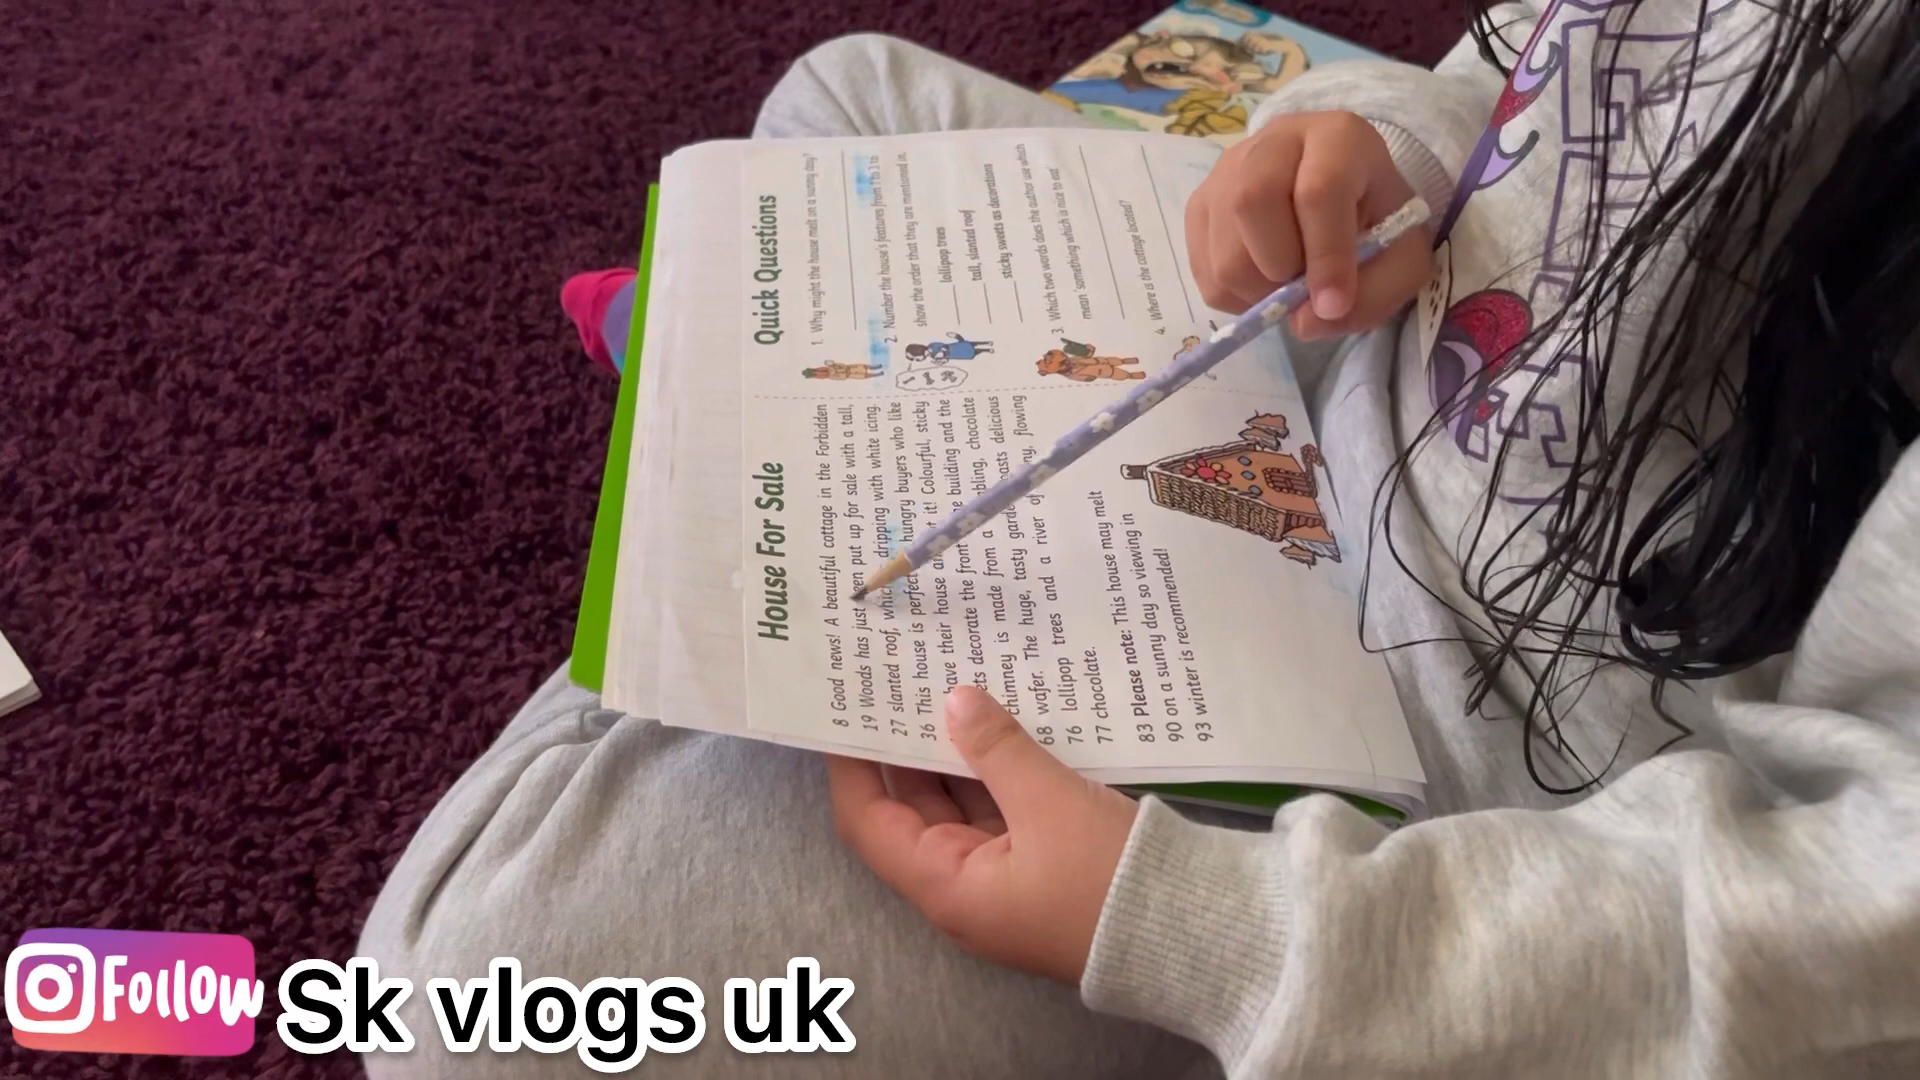 House For Sale
8 Good news! A beautiful cottage in the Forbidden
19 Woods has just been put up for sale with a tall,
27 slanted roof, which dripping with white icing.
36 This house is perfect hungry buyers who like
have their house it! Colourful, sticky
decorate the front building and the
chimney is made from a chocolate
68 wafer. The huge, tasty delicious
76 lollipop trees and a river of flowing
77 chocolate.
83 Please note: This house may melt
90 on a sunny day so viewing in
93 winter is recommended!
Quick Questions
1. Why might the house melt on a sunny day?
2. Number the house's features from 1 to 3 to
show the order that they are mentioned in.
lollipop trees
tall, slanted roof
sticky sweets as decorations
3. Which two words does the author use which
mean 'something which is nice to eat
4. Where is the cottage located?
Follow
Sk vlogs uk